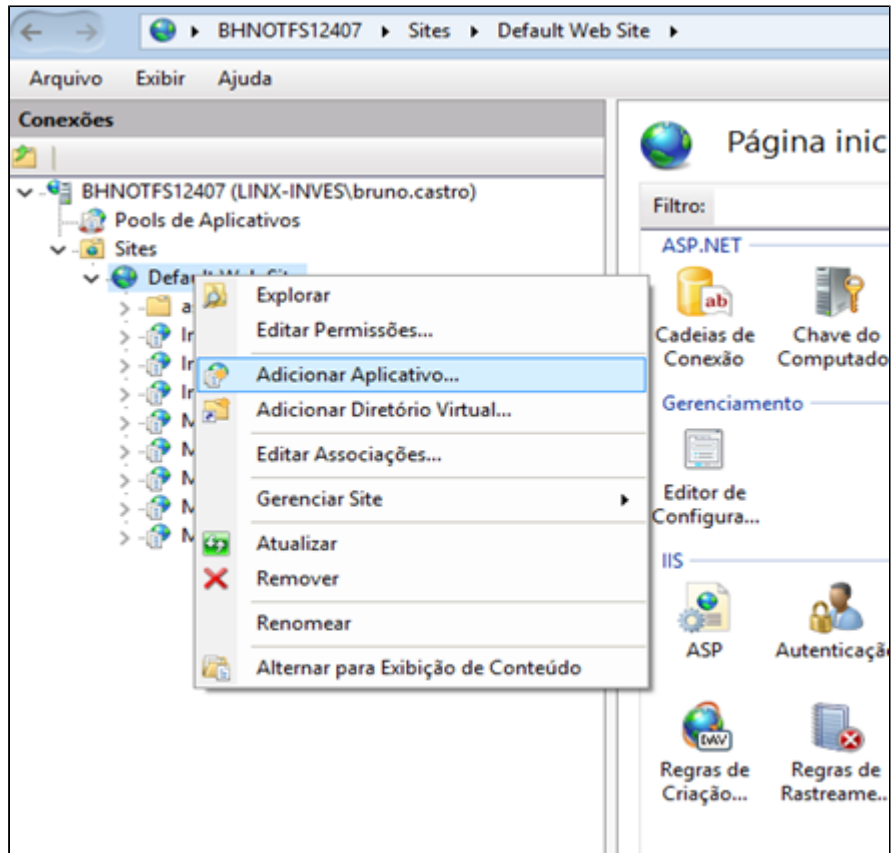 BHNOTFS12407 Sites Default Web Site
Arquivo Exibir Ajuda
Conexões
BHNOTFS12407 (LINX-INVES\bruno.castro)
Pools de Aplicativos
Sites
Explorar
Editar Permissões...
Adicionar Aplicativo...
Adicionar Diretório Virtual...
Editar Associações...
Gerenciar Site
Atualizar
Remover
Renomear
Alternar para Exibição de Conteúdo
Página inic
Filtro:
ASP.NET
ab
Cadeias de
Conexão
Chave do
Computado
Gerenciamento
Editor de
Configura...
IIS
ASP
Autenticaçã
DAV
Regras de
Criação...
Regras de
Rastreame..